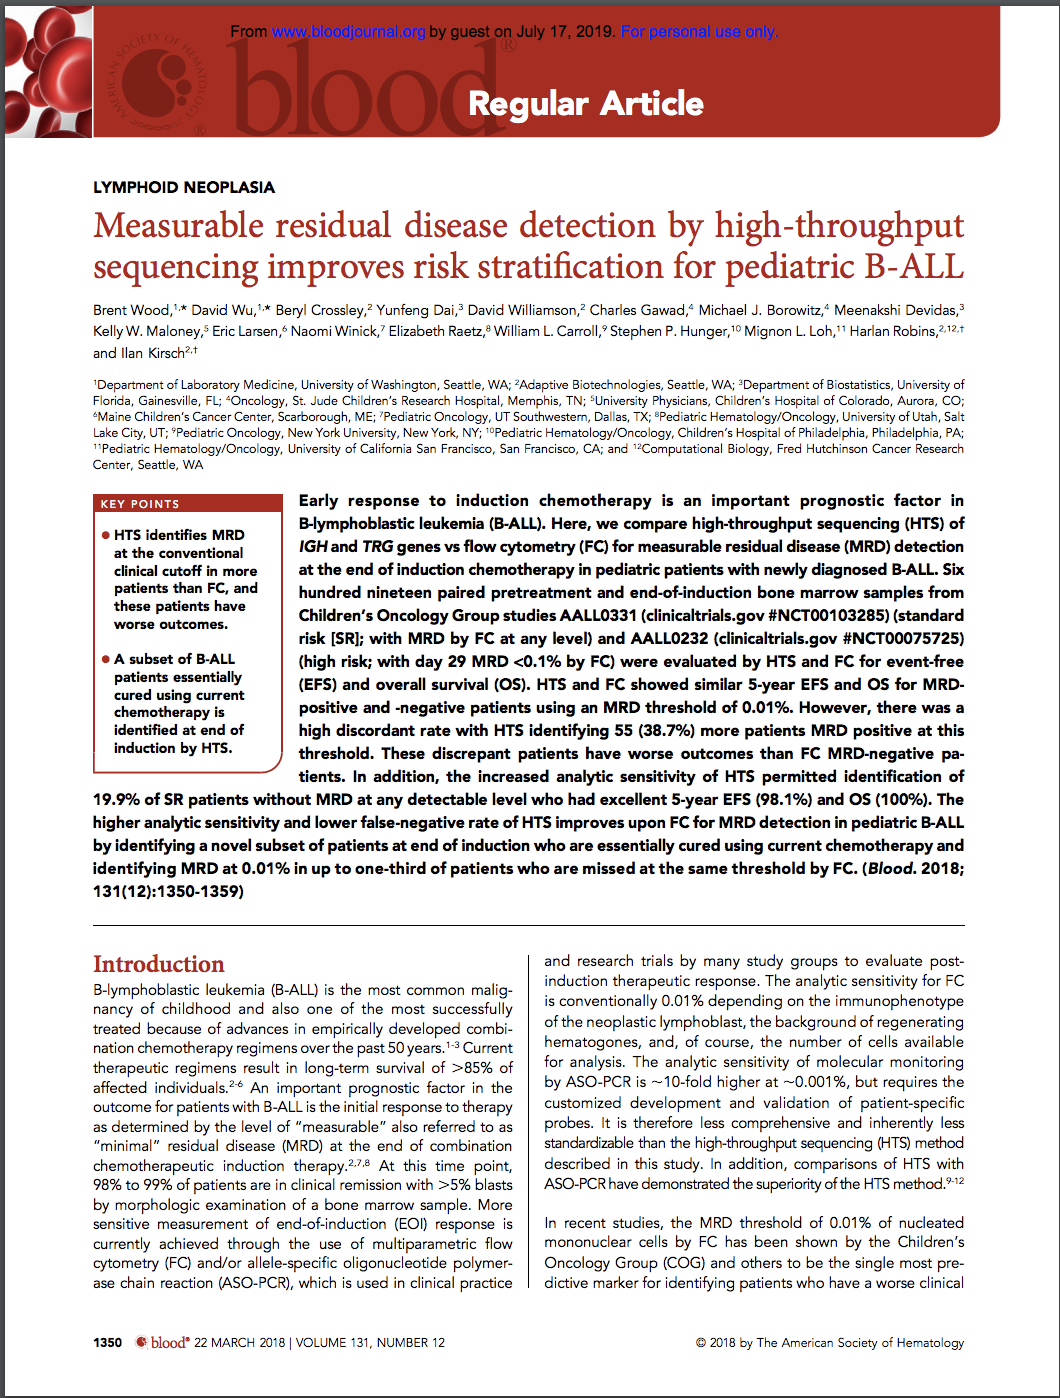 From www.bloodjournal.org by guest on July 17, 2019. For personal use only.
AMERICAN SOCIETY OF HEMATOLOGY ®
blood®
Regular Article
LYMPHOID NEOPLASIA
Measurable residual disease detection by high-throughput
sequencing improves risk stratification for pediatric B-ALL
Brent Wood,1,* David Wu,1,* Beryl Crossley,2 Yunfeng Dai,3 David Williamson,2 Charles Gawad,4 Michael J. Borowitz,4 Meenakshi Devidas,3
Kelly W. Maloney,5 Eric Larsen,6 Naomi Winick,7 Elizabeth Raetz,8 William L. Carroll,9 Stephen P. Hunger,10 Mignon L. Loh,11 Harlan Robins,2,12,†
and Ilan Kirsch2,†
1Department of Laboratory Medicine, University of Washington, Seattle, WA; 2Adaptive Biotechnologies, Seattle, WA; 3Department of Biostatistics, University of
Florida, Gainesville, FL; 4Oncology, St. Jude Children's Research Hospital, Memphis, TN; 5University Physicians, Children's Hospital of Colorado, Aurora, CO;
6Maine Children's Cancer Center, Scarborough, ME; 7Pediatric Oncology, UT Southwestern, Dallas, TX; 8Pediatric Hematology/Oncology, University of Utah, Salt
Lake City, UT; 9Pediatric Oncology, New York University, New York, NY; 10Pediatric Hematology/Oncology, Children's Hospital of Philadelphia, Philadelphia, PA;
11Pediatric Hematology/Oncology, University of California San Francisco, San Francisco, CA; and 12Computational Biology, Fred Hutchinson Cancer Research
Center, Seattle, WA
KEY POINTS
● HTS identifies MRD
at the conventional
clinical cutoff in more
patients than FC, and
these patients have
worse outcomes.
● A subset of B-ALL
patients essentially
cured using current
chemotherapy is
identified at end of
induction by HTS.
Early response to induction chemotherapy is an important prognostic factor in
B-lymphoblastic leukemia (B-ALL). Here, we compare high-throughput sequencing (HTS) of
IGH and TRG genes vs flow cytometry (FC) for measurable residual disease (MRD) detection
at the end of induction chemotherapy in pediatric patients with newly diagnosed B-ALL. Six
hundred nineteen paired pretreatment and end-of-induction bone marrow samples from
Children's Oncology Group studies AALL0331 (clinicaltrials.gov #NCT00103285) (standard
risk [SR]; with MRD by FC at any level) and AALL0232 (clinicaltrials.gov #NCT00075725)
(high risk; with day 29 MRD <0.1% by FC) were evaluated by HTS and FC for event-free
(EFS) and overall survival (OS). HTS and FC showed similar 5-year EFS and OS for MRD-
positive and -negative patients using an MRD threshold of 0.01%. However, there was a
high discordant rate with HTS identifying 55 (38.7%) more patients MRD positive at this
threshold. These discrepant patients have worse outcomes than FC MRD-negative pa-
tients. In addition, the increased analytic sensitivity of HTS permitted identification of
19.9% of SR patients without MRD at any detectable level who had excellent 5-year EFS (98.1%) and OS (100%). The
higher analytic sensitivity and lower false-negative rate of HTS improves upon FC for MRD detection in pediatric B-ALL
by identifying a novel subset of patients at end of induction who are essentially cured using current chemotherapy and
identifying MRD at 0.01% in up to one-third of patients who are missed at the same threshold by FC. (Blood. 2018;
131(12):1350-1359)
Introduction
B-lymphoblastic leukemia (B-ALL) is the most common malig-
nancy of childhood and also one of the most successfully
treated because of advances in empirically developed combi-
nation chemotherapy regimens over the past 50 years.1-3 Current
therapeutic regimens result in long-term survival of >85% of
affected individuals.2-6 An important prognostic factor in the
outcome for patients with B-ALL is the initial response to therapy
as determined by the level of “measurable” also referred to as
“minimal” residual disease (MRD) at the end of combination
chemotherapeutic induction therapy.2,7,8 At this time point,
98% to 99% of patients are in clinical remission with >5% blasts
by morphologic examination of a bone marrow sample. More
sensitive measurement of end-of-induction (EOI) response is
currently achieved through the use of multiparametric flow
cytometry (FC) and/or allele-specific oligonucleotide polymer-
ase chain reaction (ASO-PCR), which is used in clinical practice
and research trials by many study groups to evaluate post-
induction therapeutic response. The analytic sensitivity for FC
is conventionally 0.01% depending on the immunophenotype
of the neoplastic lymphoblast, the background of regenerating
hematogones, and, of course, the number of cells available
for analysis. The analytic sensitivity of molecular monitoring
by ASO-PCR is ~10-fold higher at ~0.001%, but requires the
customized development and validation of patient-specific
probes. It is therefore less comprehensive and inherently less
standardizable than the high-throughput sequencing (HTS) method
described in this study. In addition, comparisons of HTS with
ASO-PCR have demonstrated the superiority of the HTS method.9-12
In recent studies, the MRD threshold of 0.01% of nucleated
mononuclear cells by FC has been shown by the Children's
Oncology Group (COG) and others to be the single most pre-
dictive marker for identifying patients who have a worse clinical
1350 blood® 22 MARCH 2018 | VOLUME 131, NUMBER 12
© 2018 by The American Society of Hematology